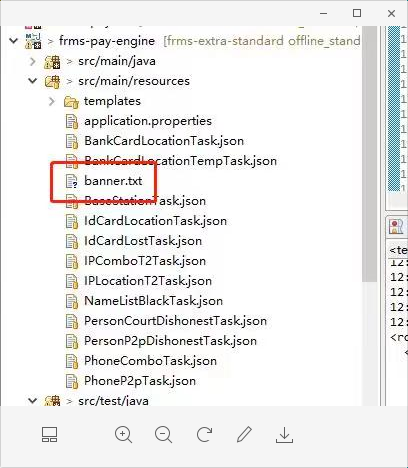 > frms-pay-engine [frms-extra-standard offline_stand
> src/main/java
> src/main/resources
templates
application.properties
BankCardLocationTask.json
BankCardLocationTempTask.json
banner.txt
BaseStationTask.json
IdCardLocationTask.json
IdCardLostTask.json
IPComboT2Task.json
IPLocationT2Task.json
NameListBlackTask.json
PersonCourtDishonestTask.json
PersonP2pDishonestTask.json
PhoneComboTask.json
PhoneP2pTask.json
> src/test/java
<te
12:
12:
12:
12:
12:
<ro